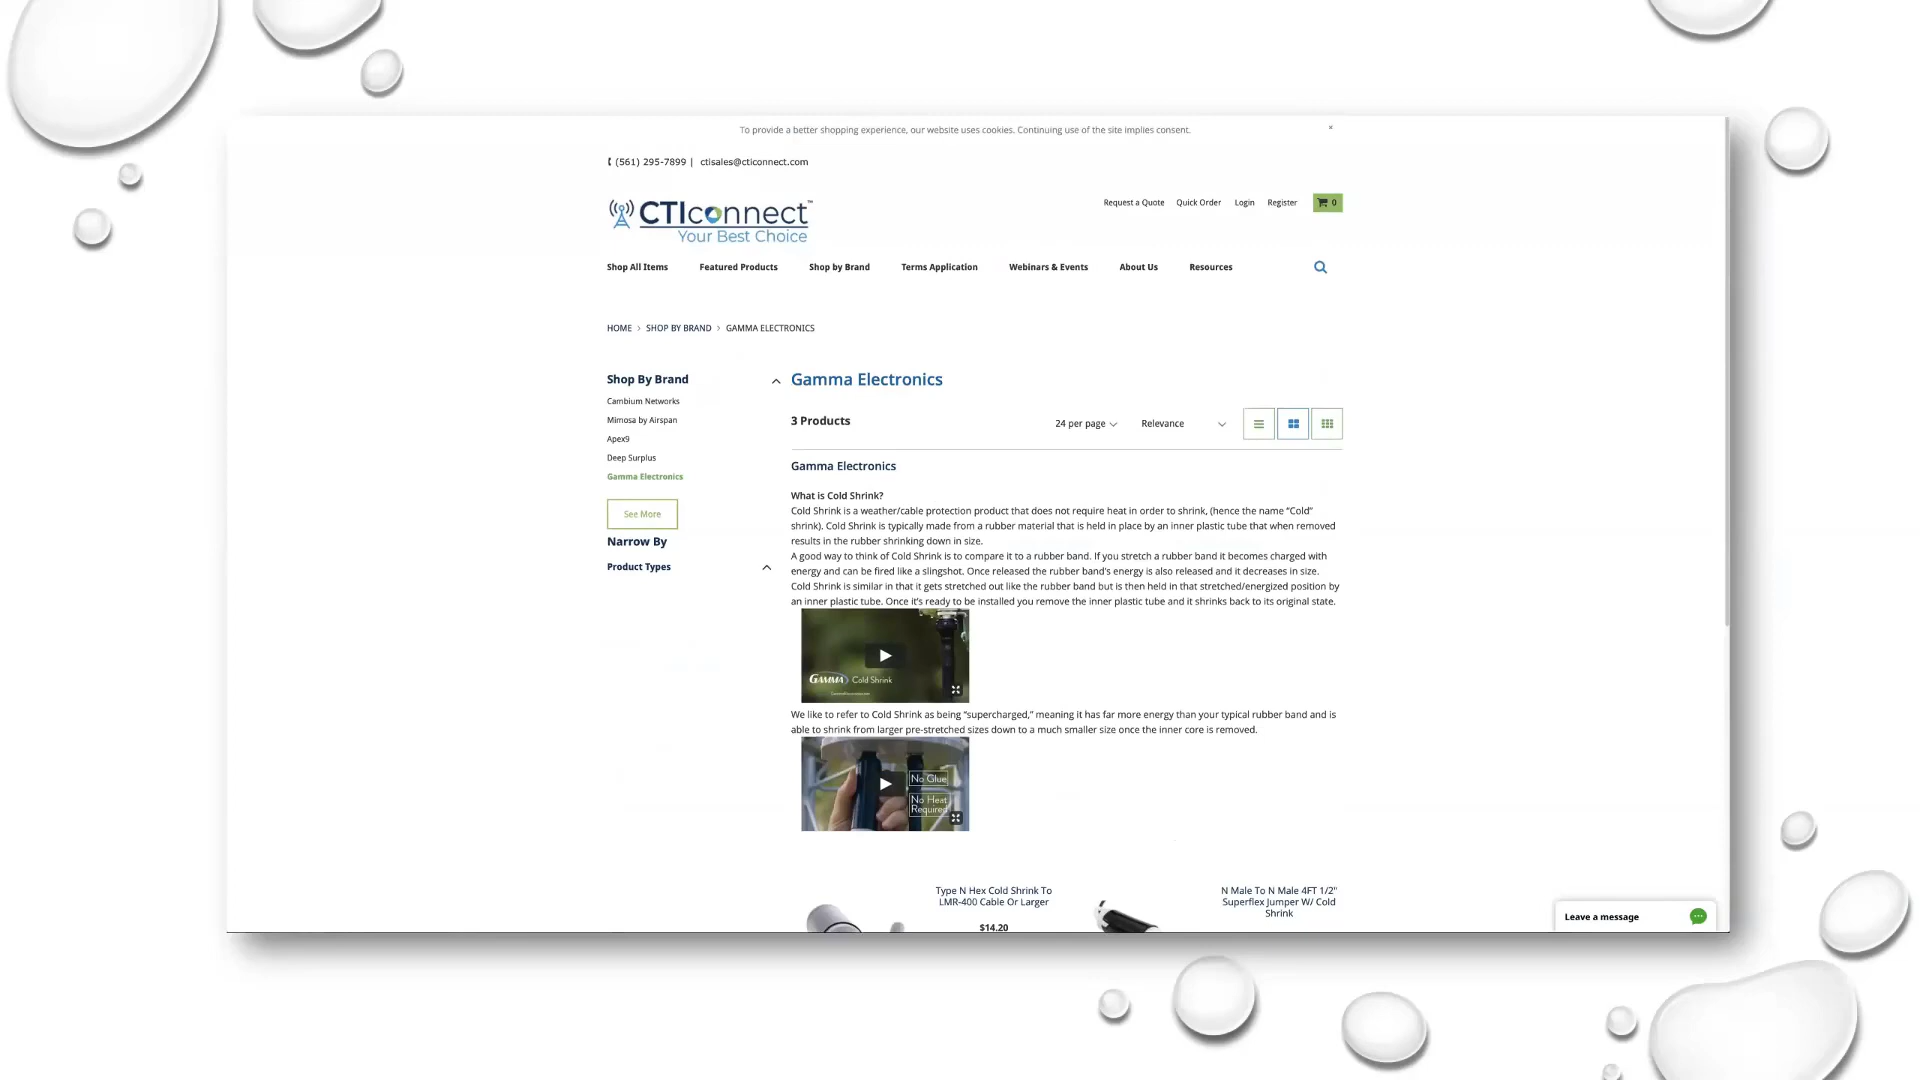 To provide a better shopping experience, our website uses cookies. Continuing use of the site implies consent.
×
(561) 295-7899 | ctisales@cticonnect.com
CTIconnect™
Your Best Choice
Request a Quote Quick Order Login Register 0
Shop All Items Featured Products Shop by Brand Terms Application Webinars & Events About Us Resources
HOME > SHOP BY BRAND > GAMMA ELECTRONICS
Shop By Brand
Cambium Networks
Mimosa by Airspan
Apex9
Deep Surplus
Gamma Electronics
See More
Narrow By
Product Types
Gamma Electronics
3 Products
24 per page
Relevance
Gamma Electronics
What is Cold Shrink?
Cold Shrink is a weather/cable protection product that does not require heat in order to shrink, (hence the name “Cold”
shrink). Cold Shrink is typically made from a rubber material that is held in place by an inner plastic tube that when removed
results in the rubber shrinking down in size.
A good way to think of Cold Shrink is to compare it to a rubber band. If you stretch a rubber band it becomes charged with
energy and can be fired like a slingshot. Once released the rubber band’s energy is also released and it decreases in size.
Cold Shrink is similar in that it gets stretched out like the rubber band but is then held in that stretched/energized position by
an inner plastic tube. Once it’s ready to be installed you remove the inner plastic tube and it shrinks back to its original state.
GAMMA Cold Shrink
We like to refer to Cold Shrink as being “supercharged,” meaning it has far more energy than your typical rubber band and is
able to shrink from larger pre-stretched sizes down to a much smaller size once the inner core is removed.
No Glue
No Heat
Required
Type N Hex Cold Shrink To
LMR-400 Cable Or Larger
$14.20
N Male To N Male 4FT 1/2"
Superflex Jumper W/ Cold
Shrink
Leave a message